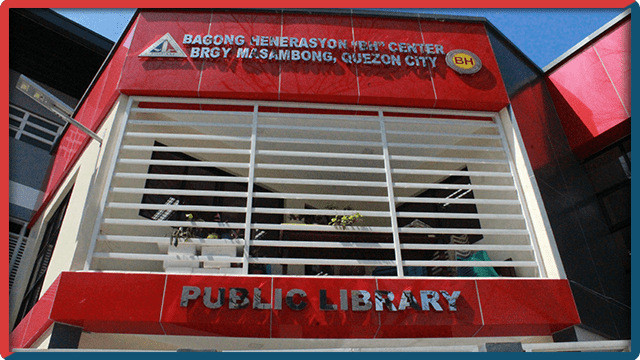 BAGONG HENERASYON "BH" CENTER
BRGY MASAMBONG, QUEZON CITY
BH
PUBLIC LIBRARY